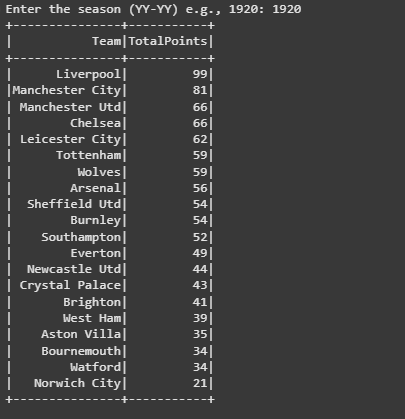 Enter the season (YY-YY) e.g., 1920: 1920
+---------------+-----------+
|           Team|TotalPoints|
+---------------+-----------+
|      Liverpool|         99|
|Manchester City|         81|
| Manchester Utd|         66|
|        Chelsea|         66|
| Leicester City|         62|
|      Tottenham|         59|
|         Wolves|         59|
|        Arsenal|         56|
|  Sheffield Utd|         54|
|        Burnley|         54|
|    Southampton|         52|
|        Everton|         49|
|  Newcastle Utd|         44|
| Crystal Palace|         43|
|       Brighton|         41|
|       West Ham|         39|
|    Aston Villa|         35|
|    Bournemouth|         34|
|        Watford|         34|
|   Norwich City|         21|
+---------------+-----------+